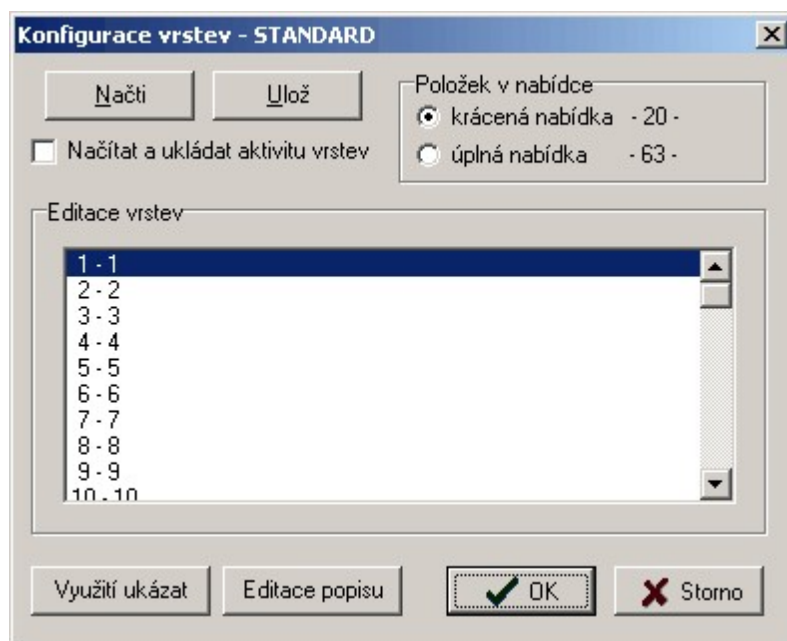 Konfigurace vrstev - STANDARD
Načti
Ulož
Načítat a ukládat aktivitu vrstev
Položek v nabídce
krácená nabídka - 20 -
úplná nabídka - 63 -
Editace vrstev
1 - 1
2 - 2
3 - 3
4 - 4
5 - 5
6 - 6
7 - 7
8 - 8
9 - 9
10 - 10
Využití ukázat
Editace popisu
OK
Storno